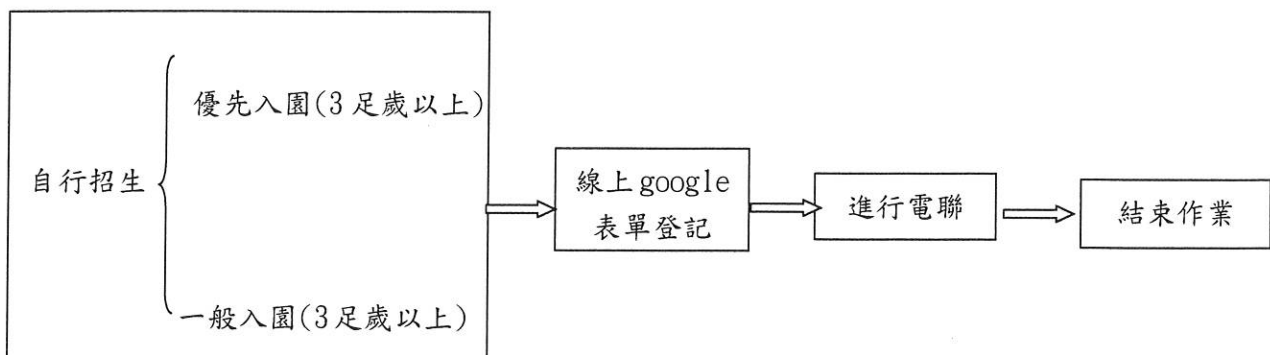 優先入園(3足歲以上)
自行招生
一般入園(3足歲以上)
線上google
表單登記
進行電聯
結束作業